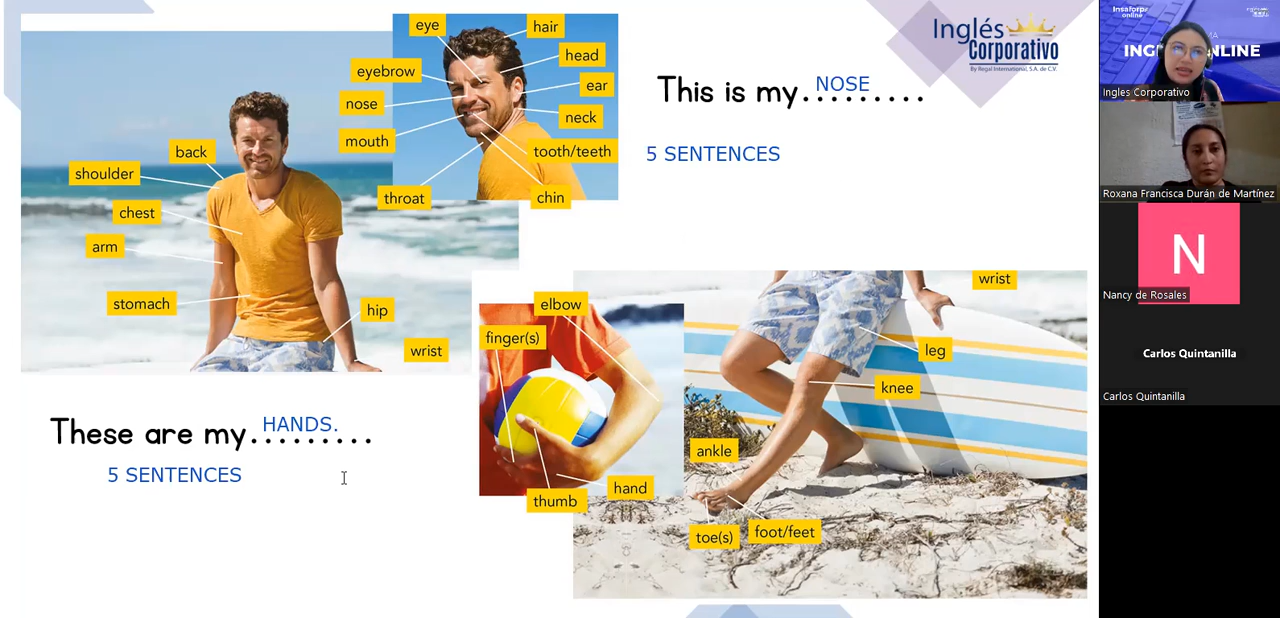 eye
hair
head
eyebrow
ear
nose
neck
mouth
tooth/teeth
throat
chin
back
shoulder
chest
arm
stomach
hip
wrist
Inglés
Corporativo
By Regal International, S.A. de C.V.
This is my.........
NOSE
5 SENTENCES
These are my.........
HANDS.
5 SENTENCES
elbow
finger(s)
thumb
hand
wrist
leg
knee
ankle
toe(s)
foot/feet
Insaforp
online
Ingles Corporativo
Roxana Francisca Durán de Martínez
N
Nancy de Rosales
Carlos Quintanilla
Carlos Quintanilla